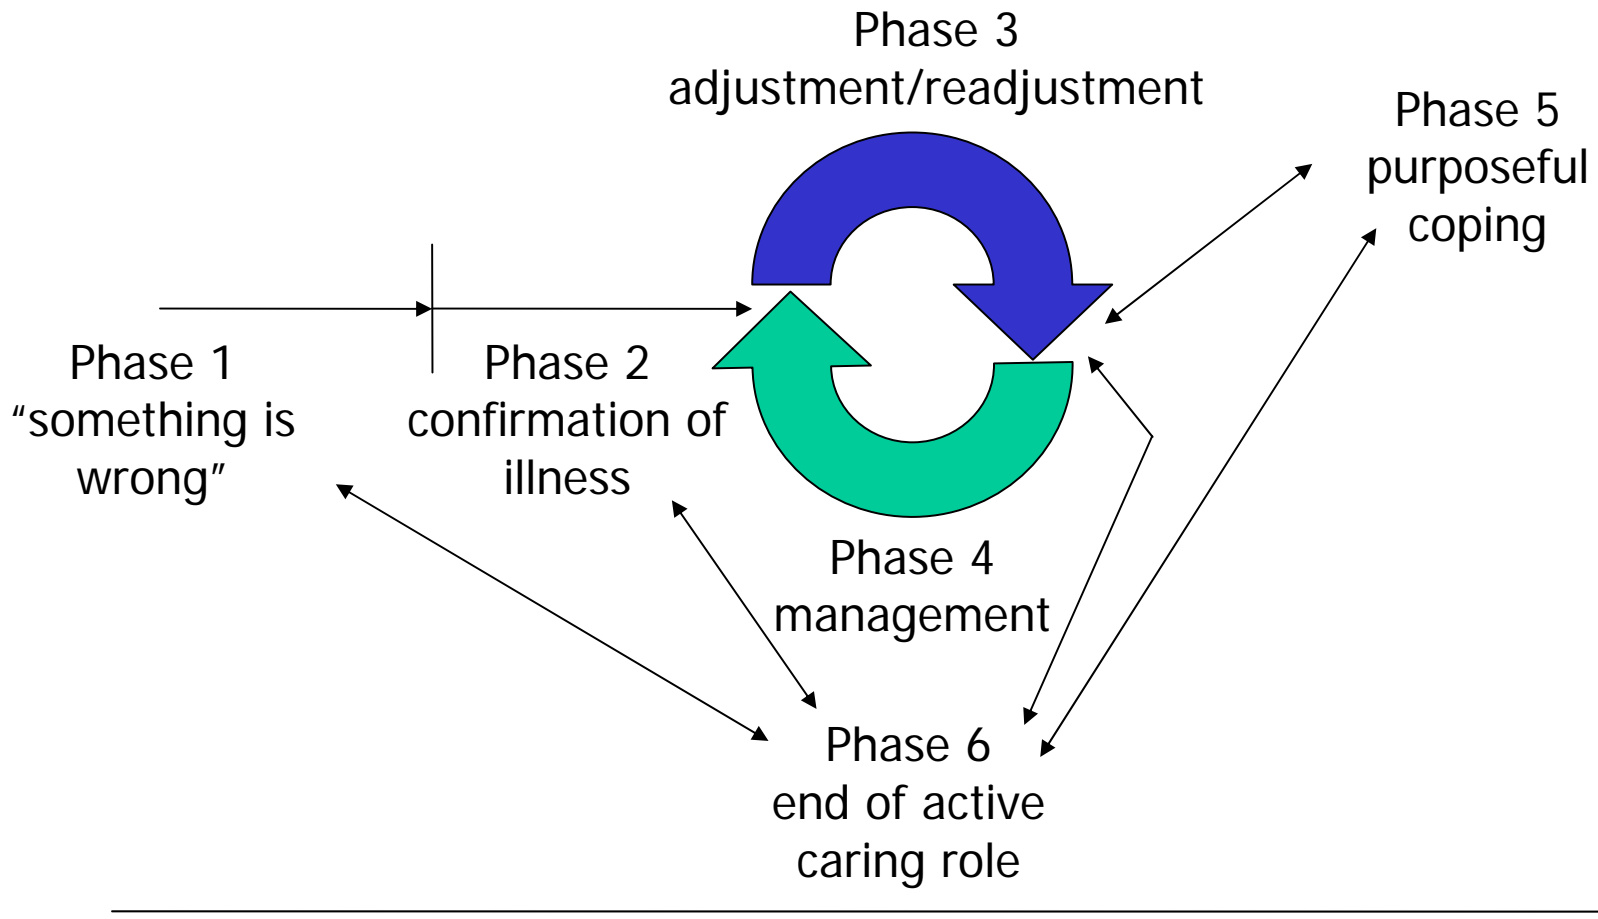 Phase 3
adjustment/readjustment
Phase 5
purposeful
coping
Phase 1
“something is
wrong”
Phase 2
confirmation of
illness
Phase 4
management
Phase 6
end of active
caring role